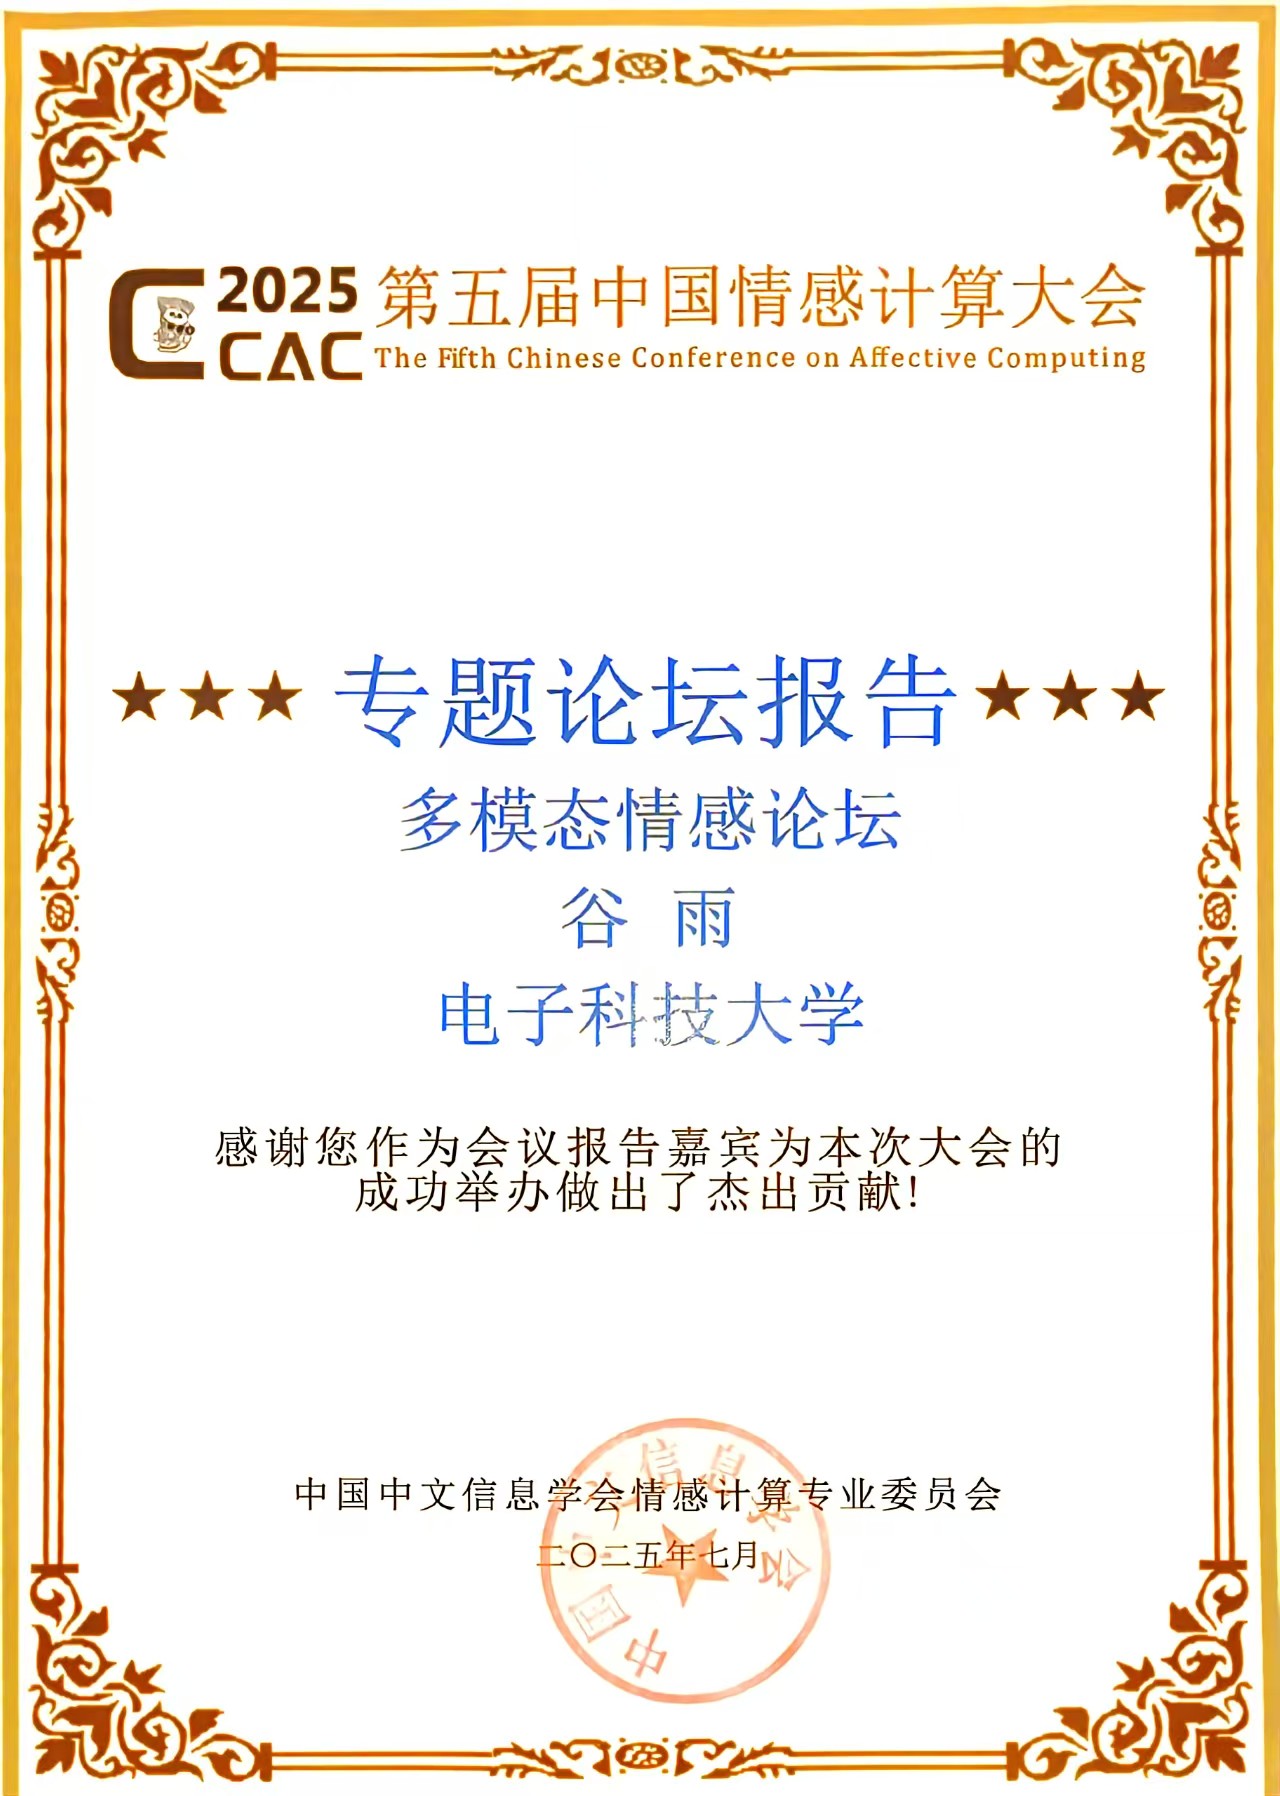 2025 第五届中国情感计算大会
CCAC The Fifth Chinese Conference on Affective Computing
★★★ 专题论坛报告 ★★★
多模态情感论坛
谷 雨
电子科技大学
感谢您作为会议报告嘉宾为本次大会的
成功举办做出了杰出贡献!
中国中文信息学会情感计算专业委员会
二〇二五年七月
中国中文信息学会